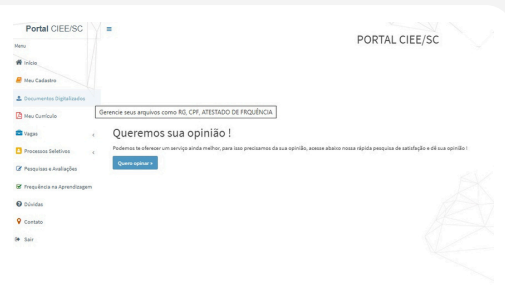 Portal CIEE/SC
PORTAL CIEE/SC
Menu
Início
Meu Cadastro
Documentos Digitalizados
Gerencie seus arquivos como RG, CPF, ATESTADO DE FRQUÊNCIA
Meu Currículo
Vagas
Processos Seletivos
Pesquisas e Avaliações
Frequência na Aprendizagem
Dúvidas
Contato
Sair
Queremos sua opinião !
Podemos te oferecer um serviço ainda melhor, para isso precisamos da sua opinião, acesse abaixo nossa rápida pesquisa de satisfação e dê sua opinião !
Quero opinar »